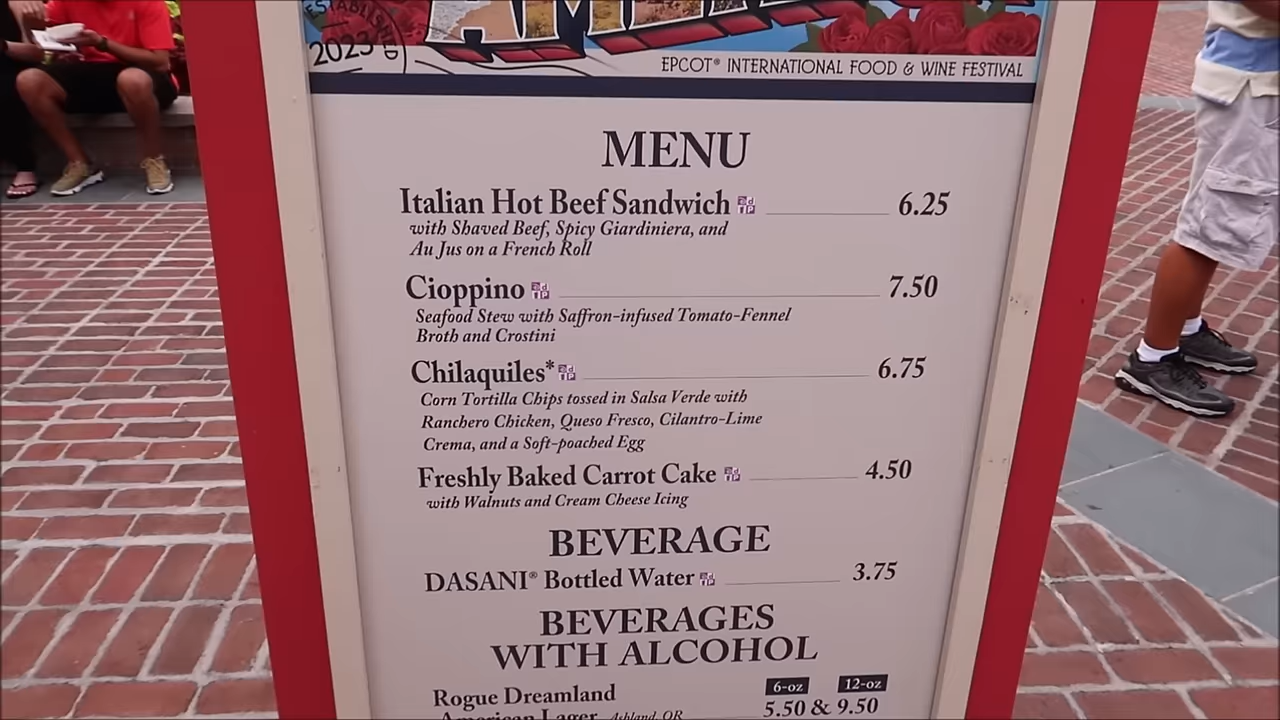 ESTABLISHED
2023
EPCOT® INTERNATIONAL FOOD & WINE FESTIVAL
MENU
Italian Hot Beef Sandwich 6.25
with Shaved Beef, Spicy Giardiniera, and
Au Jus on a French Roll
Cioppino 7.50
Seafood Stew with Saffron-infused Tomato-Fennel
Broth and Crostini
Chilaquiles* 6.75
Corn Tortilla Chips tossed in Salsa Verde with
Ranchero Chicken, Queso Fresco, Cilantro-Lime
Crema, and a Soft-poached Egg
Freshly Baked Carrot Cake 4.50
with Walnuts and Cream Cheese Icing
BEVERAGE
DASANI® Bottled Water 3.75
BEVERAGES
WITH ALCOHOL
6-oz 12-oz
Rogue Dreamland
American Lager Ashland, OR 5.50 & 9.50